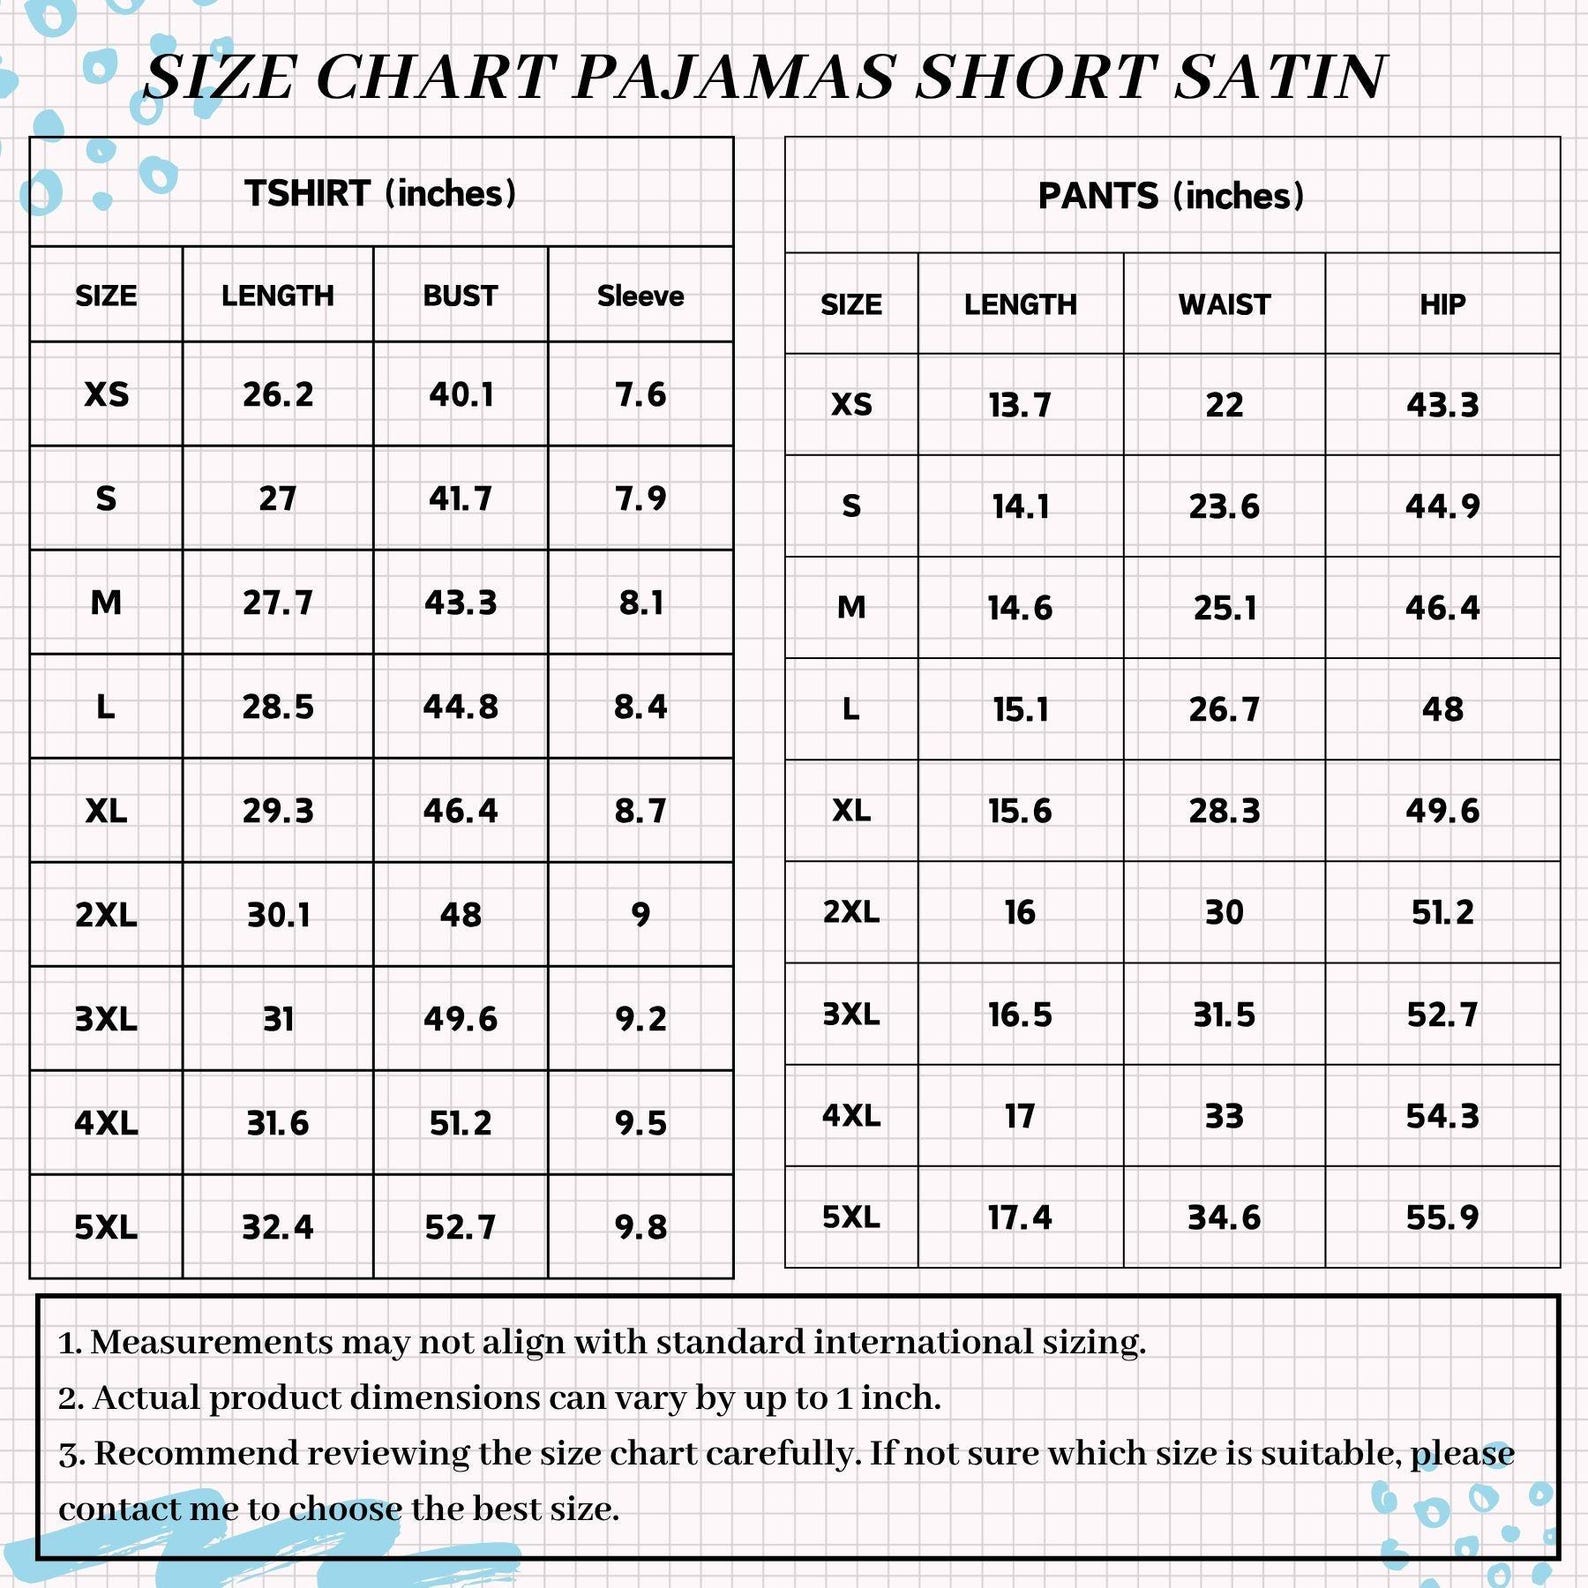 SIZE CHART PAJAMAS SHORT SATIN
TSHIRT (inches)
SIZE LENGTH BUST Sleeve
XS 26.2 40.1 7.6
S 27 41.7 7.9
M 27.7 43.3 8.1
L 28.5 44.8 8.4
XL 29.3 46.4 8.7
2XL 30.1 48 9
3XL 31 49.6 9.2
4XL 31.6 51.2 9.5
5XL 32.4 52.7 9.8
PANTS (inches)
SIZE LENGTH WAIST HIP
XS 13.7 22 43.3
S 14.1 23.6 44.9
M 14.6 25.1 46.4
L 15.1 26.7 48
XL 15.6 28.3 49.6
2XL 16 30 51.2
3XL 16.5 31.5 52.7
4XL 17 33 54.3
5XL 17.4 34.6 55.9
1. Measurements may not align with standard international sizing.
2. Actual product dimensions can vary by up to 1 inch.
3. Recommend reviewing the size chart carefully. If not sure which size is suitable, please
contact me to choose the best size.